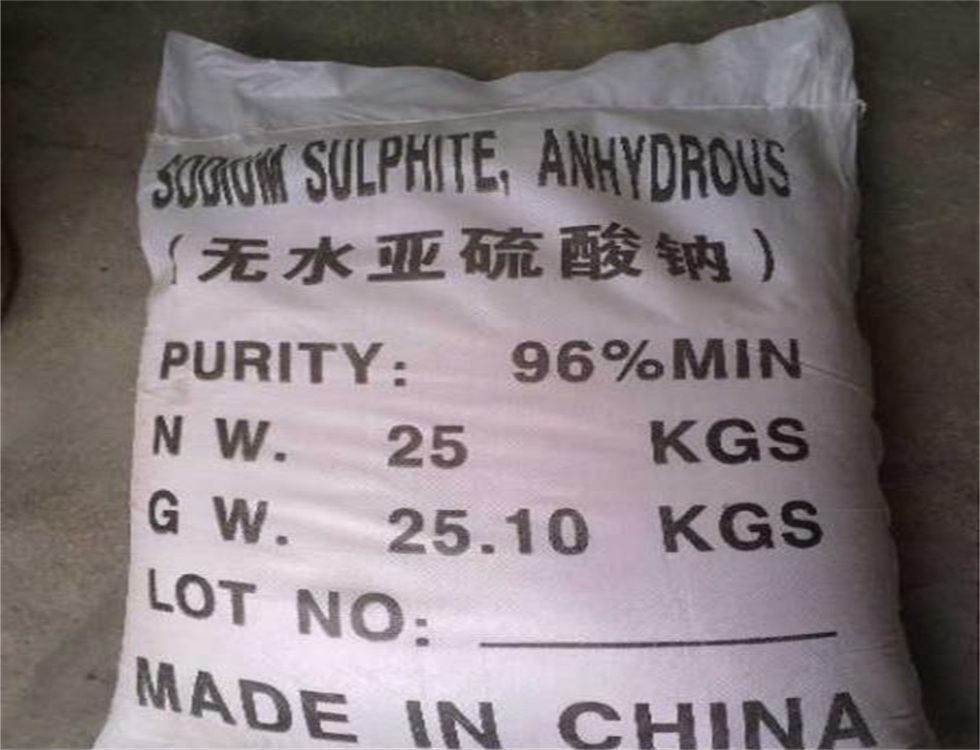 SODIUM SULPHITE, ANHYDROUS
(无水亚硫酸钠)
PURITY: 96%MIN
N W. 25 KGS
G W. 25.10 KGS
LOT NO:
MADE IN CHINA